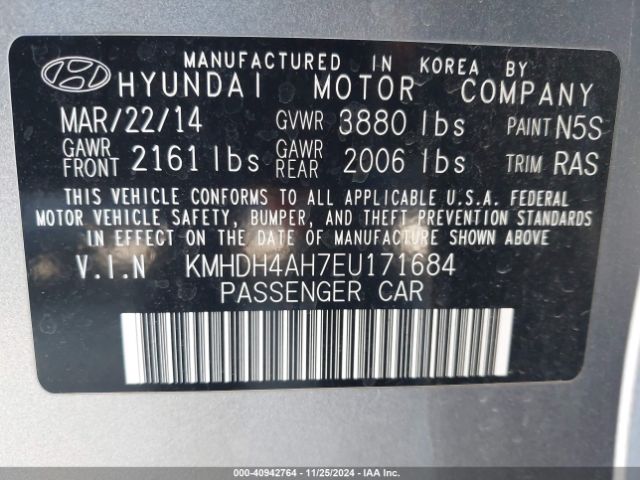 MANUFACTURED IN KOREA BY
HYUNDAI MOTOR COMPANY
MAR/22/14 GVWR 3880 lbs PAINT N5S
GAWR FRONT 2161 lbs GAWR REAR 2006 lbs TRIM RAS
THIS VEHICLE CONFORMS TO ALL APPLICABLE U.S.A. FEDERAL
MOTOR VEHICLE SAFETY, BUMPER, AND THEFT PREVENTION STANDARDS
IN EFFECT ON THE DATE OF MANUFACTURE SHOWN ABOVE.
V.I.N KMHDH4AH7EU171684
PASSENGER CAR
000-40942764 - 11/25/2024 - IAA Inc.